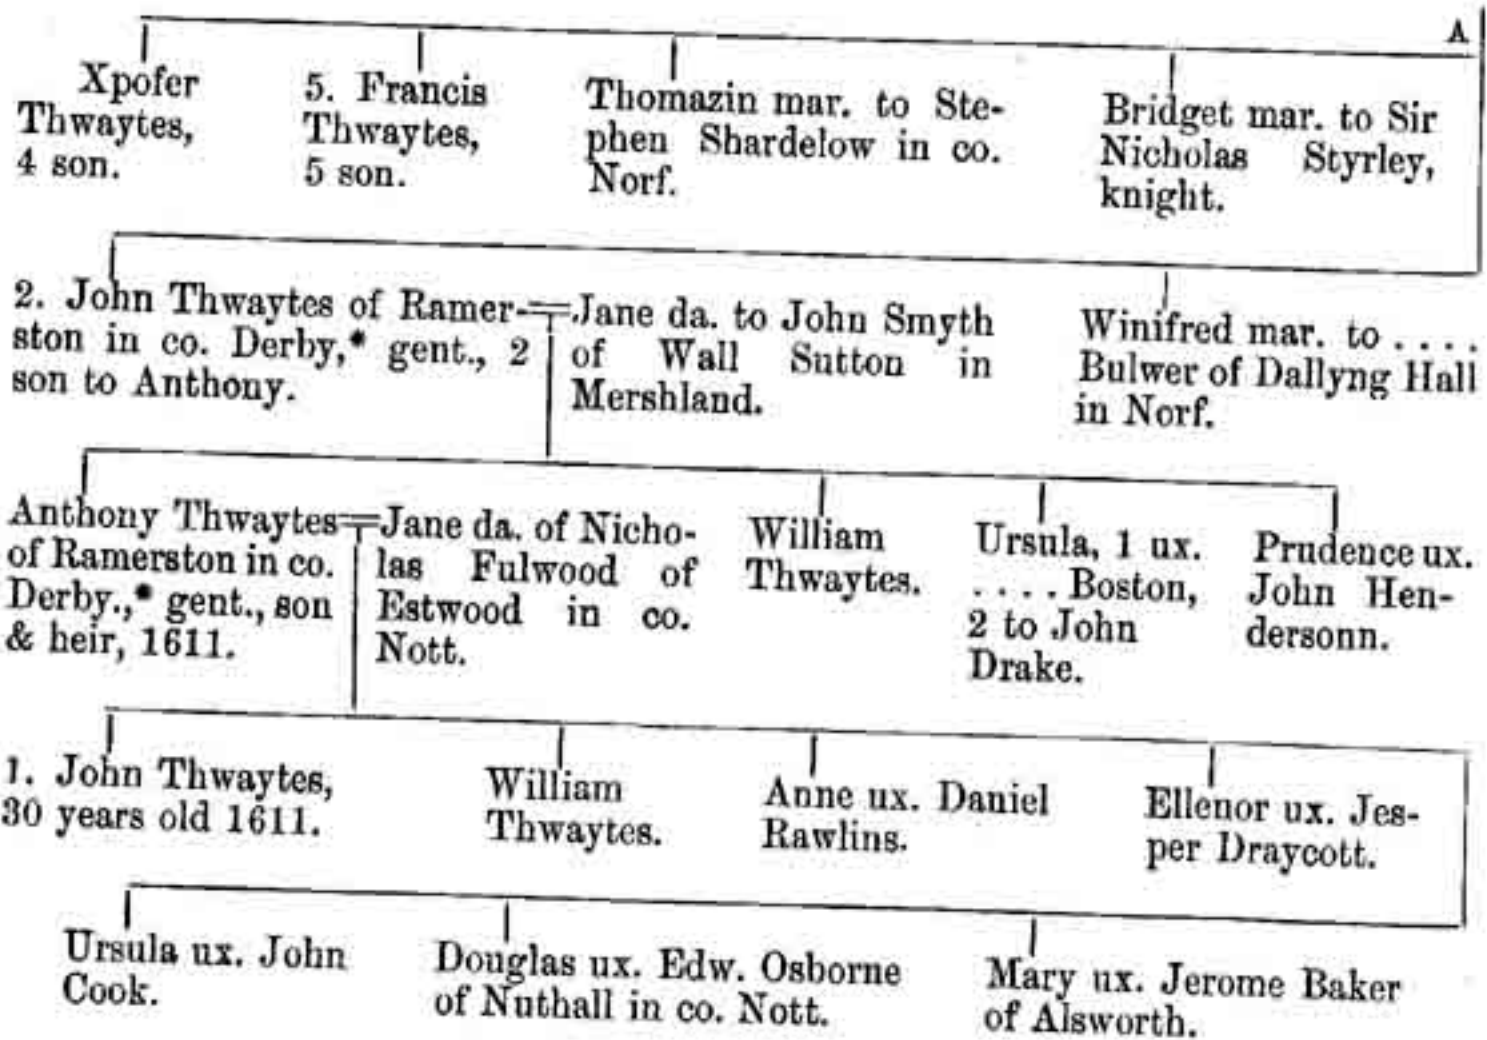 A
Xpofer
Thwaytes,
4 son.
5. Francis
Thwaytes,
5 son.
Thomazin mar. to Ste-
phen Shardelow in co.
Norf.
Bridget mar. to Sir
Nicholas Styrley,
knight.
2. John Thwaytes of Ramer-
ston in co. Derby,* gent., 2
son to Anthony.
Jane da. to John Smyth
of Wall Sutton in
Mershland.
Winifred mar. to . . . .
Bulwer of Dallyng Hall
in Norf.
Anthony Thwaytes
of Ramerston in co.
Derby.,* gent., son
& heir, 1611.
Jane da. of Nicho-
las Fulwood of
Estwood in co.
Nott.
William
Thwaytes.
Ursula, 1 ux.
. . . . Boston,
2 to John
Drake.
Prudence ux.
John Hen-
dersonn.
1. John Thwaytes,
30 years old 1611.
William
Thwaytes.
Anne ux. Daniel
Rawlins.
Ellenor ux. Jes-
per Draycott.
Ursula ux. John
Cook.
Douglas ux. Edw. Osborne
of Nuthall in co. Nott.
Mary ux. Jerome Baker
of Alsworth.